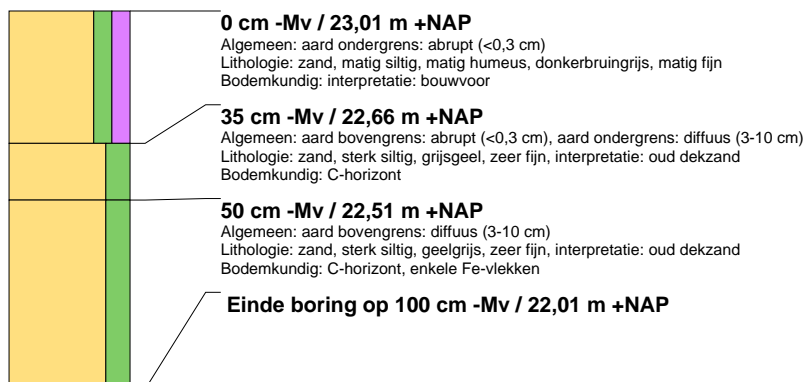 0 cm -Mv / 23,01 m +NAP
Algemeen: aard ondergrens: abrupt (<0,3 cm)
Lithologie: zand, matig siltig, matig humeus, donkerbruingrijs, matig fijn
Bodemkundig: interpretatie: bouwvoor
35 cm -Mv / 22,66 m +NAP
Algemeen: aard bovengrens: abrupt (<0,3 cm), aard ondergrens: diffuus (3-10 cm)
Lithologie: zand, sterk siltig, grijsgeel, zeer fijn, interpretatie: oud dekzand
Bodemkundig: C-horizont
50 cm -Mv / 22,51 m +NAP
Algemeen: aard bovengrens: diffuus (3-10 cm)
Lithologie: zand, sterk siltig, geelgrijs, zeer fijn, interpretatie: oud dekzand
Bodemkundig: C-horizont, enkele Fe-vlekken
Einde boring op 100 cm -Mv / 22,01 m +NAP